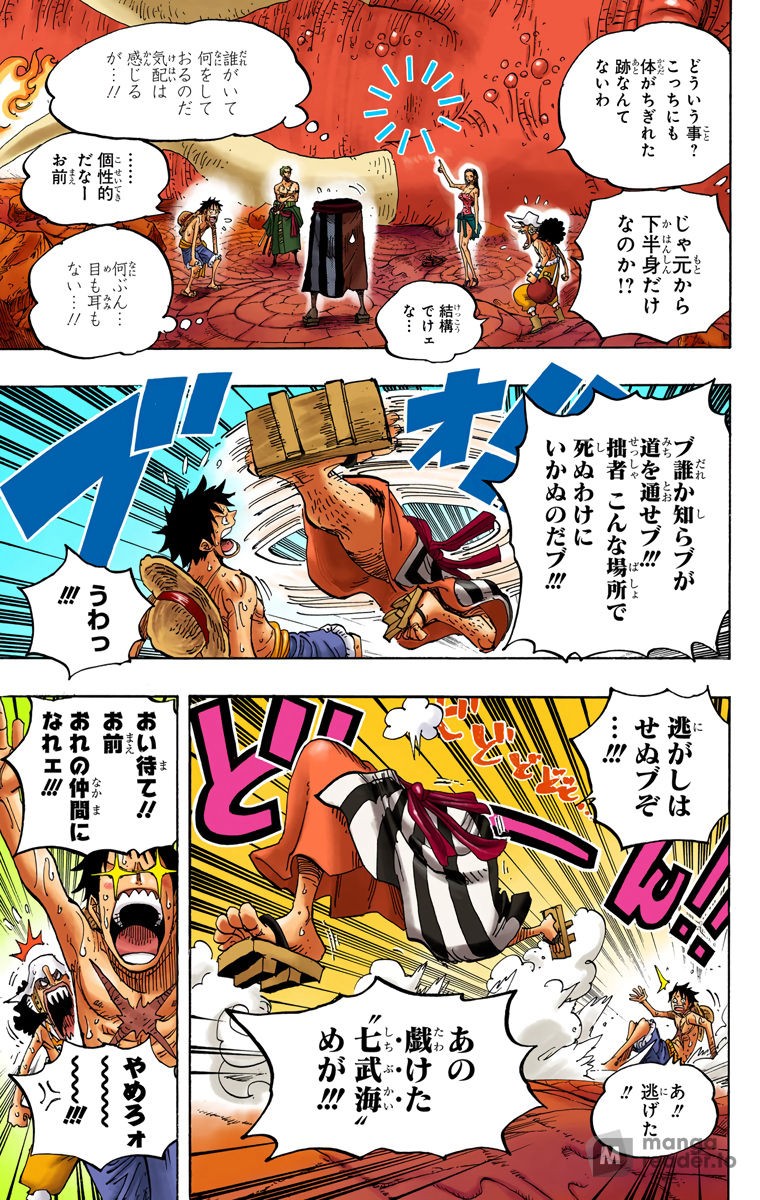 どういう事?
こっちにも
体がちぎれた
跡なんて
ないわ
じゃ元から
下半身だけ
なのか!?
誰がいて
何をして
おるのだ
気配は
感じる
が…!!
……
個性的
だなー
お前
結構
でけェ
な…
何ぶん…
目も耳も
ない…!!
ブ誰か知らブが
道を通せブ!!!
拙者 こんな場所で
死ぬわけに
いかぬのだブ!!!
ブ
ブ
うわっ
!!!
逃がしは
せぬブぞ
…!!!
どどどど…
ど
ーん!!
あの
戯けた
“七武海”
めが!!!
あ!!
逃げた
!!
おい待て!!
お前
おれの仲間に
なれェ!!!
やめろォ
~~~~
~~~~
M manga
reader.to